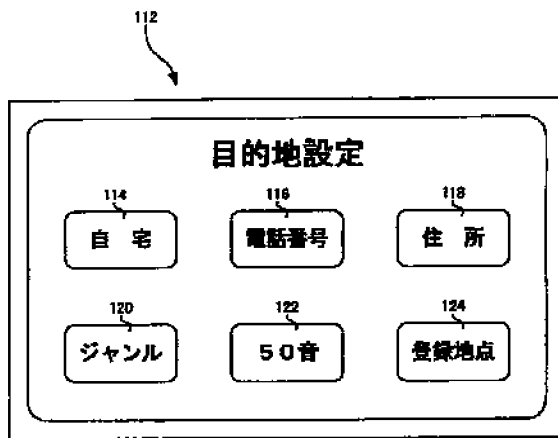 112
目的地設定
114 116 118
自 宅 電話番号 住 所
120 122 124
ジャンル 50音 登録地点